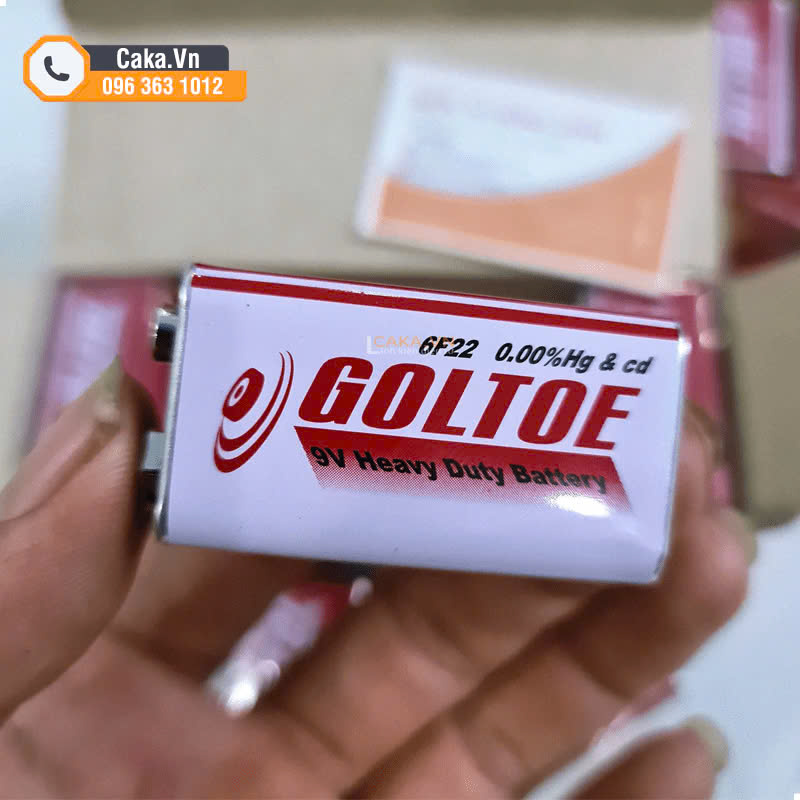 Caka.Vn
096 363 1012
6F22 0.00%Hg & cd
GOLTOE
9V Heavy Duty Battery